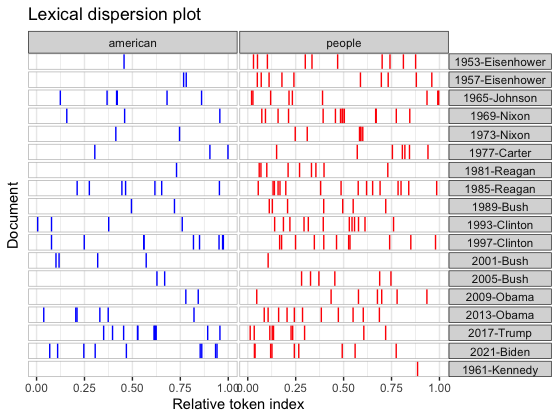 Lexical dispersion plot
american people
1953-Eisenhower
1957-Eisenhower
1965-Johnson
1969-Nixon
1973-Nixon
1977-Carter
1981-Reagan
1985-Reagan
1989-Bush
1993-Clinton
1997-Clinton
2001-Bush
2005-Bush
2009-Obama
2013-Obama
2017-Trump
2021-Biden
1961-Kennedy
Document
0.00 0.25 0.50 0.75 1.00 0.00 0.25 0.50 0.75 1.00
Relative token index